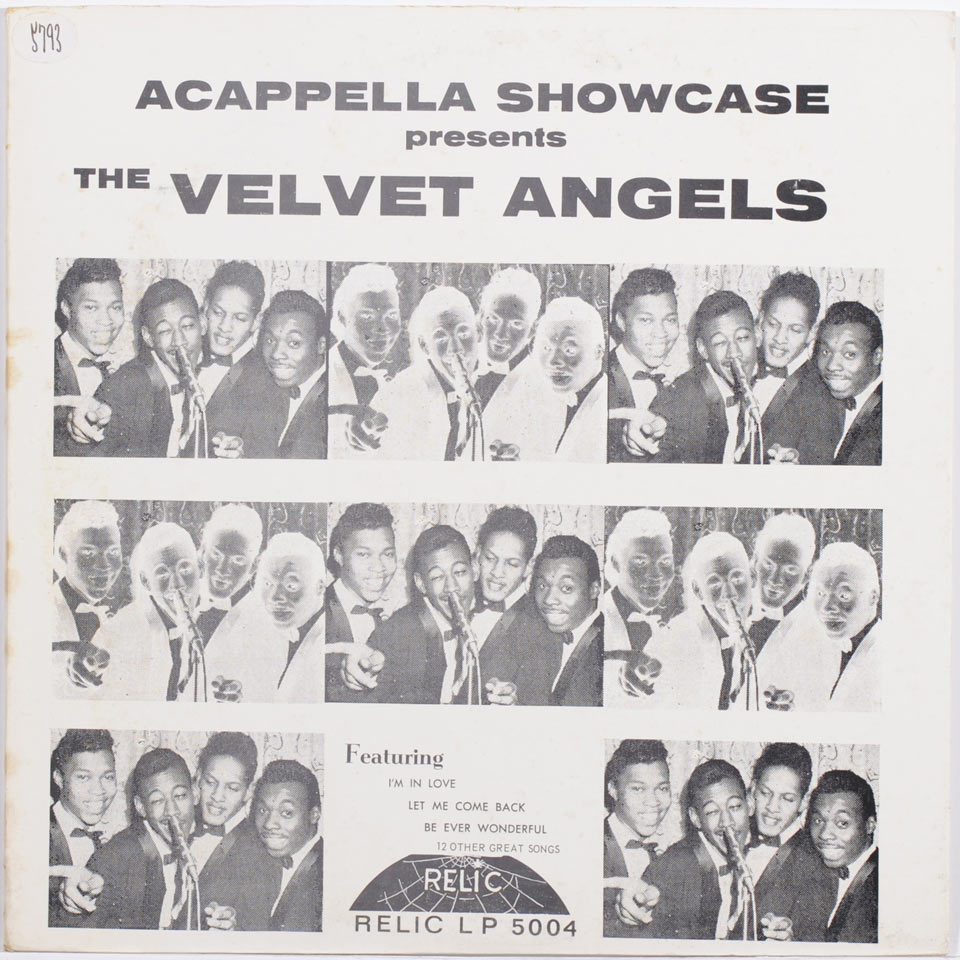 5793
ACAPPELLA SHOWCASE
presents
THE VELVET ANGELS
Featuring
I'M IN LOVE
LET ME COME BACK
BE EVER WONDERFUL
12 OTHER GREAT SONGS
RELIC
RELIC LP 5004